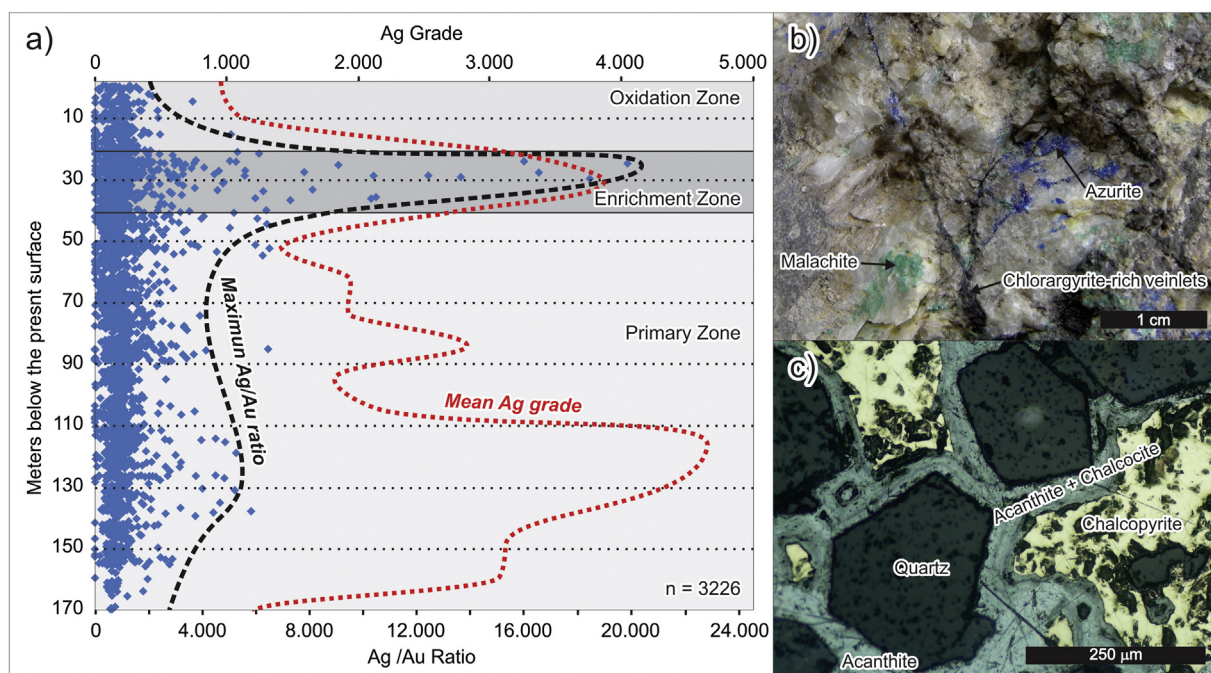 a)
Ag Grade
0 1.000 2.000 3.000 4.000 5.000
Oxidation Zone
10
30
Enrichment Zone
50
70
Primary Zone
90
110
130
150
170
Meters below the presnt surface
Maximun Ag/Au ratio
Mean Ag grade
n = 3226
0 4.000 8.000 12.000 16.000 20.000 24.000
Ag /Au Ratio
b)
Azurite
Malachite
Chlorargyrite-rich veinlets
1 cm
c)
Acanthite + Chalcocite
Chalcopyrite
Quartz
Acanthite
250 µm